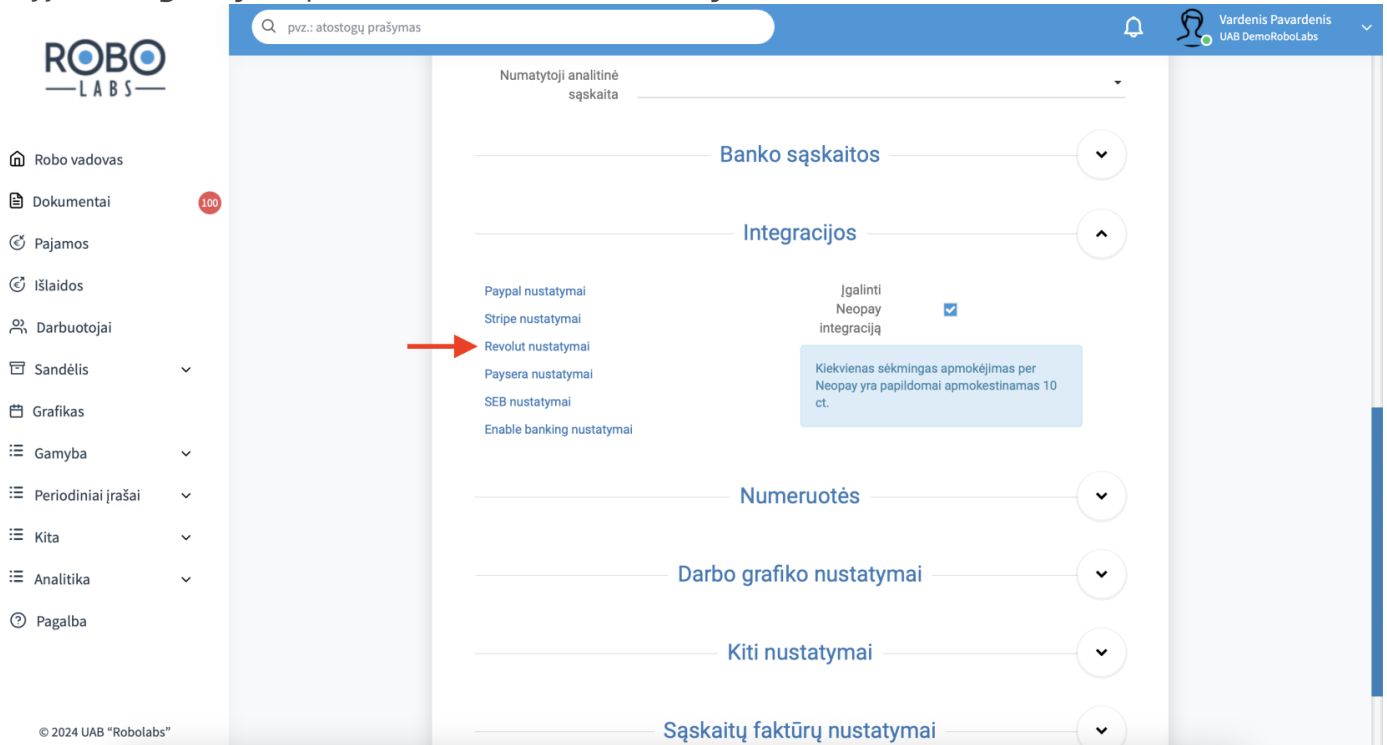 pvz.: atostogų prašymas
Vardenis Pavardenis
UAB DemoRoboLabs
ROBO
LABS
Robo vadovas
Dokumentai
100
Pajamos
Išlaidos
Darbuotojai
Sandėlis
Grafikas
Gamyba
Periodiniai įrašai
Kita
Analitika
Pagalba
© 2024 UAB “Robolabs”
Numatytoji analitinė
sąskaita
Banko sąskaitos
Integracijos
Paypal nustatymai
Stripe nustatymai
Revolut nustatymai
Paysera nustatymai
SEB nustatymai
Enable banking nustatymai
Įgalinti
Neopay
integraciją
Kiekvienas sėkmingas apmokėjimas per
Neopay yra papildomai apmokestinamas 10
ct.
Numeruotės
Darbo grafiko nustatymai
Kiti nustatymai
Sąskaitų faktūrų nustatymai